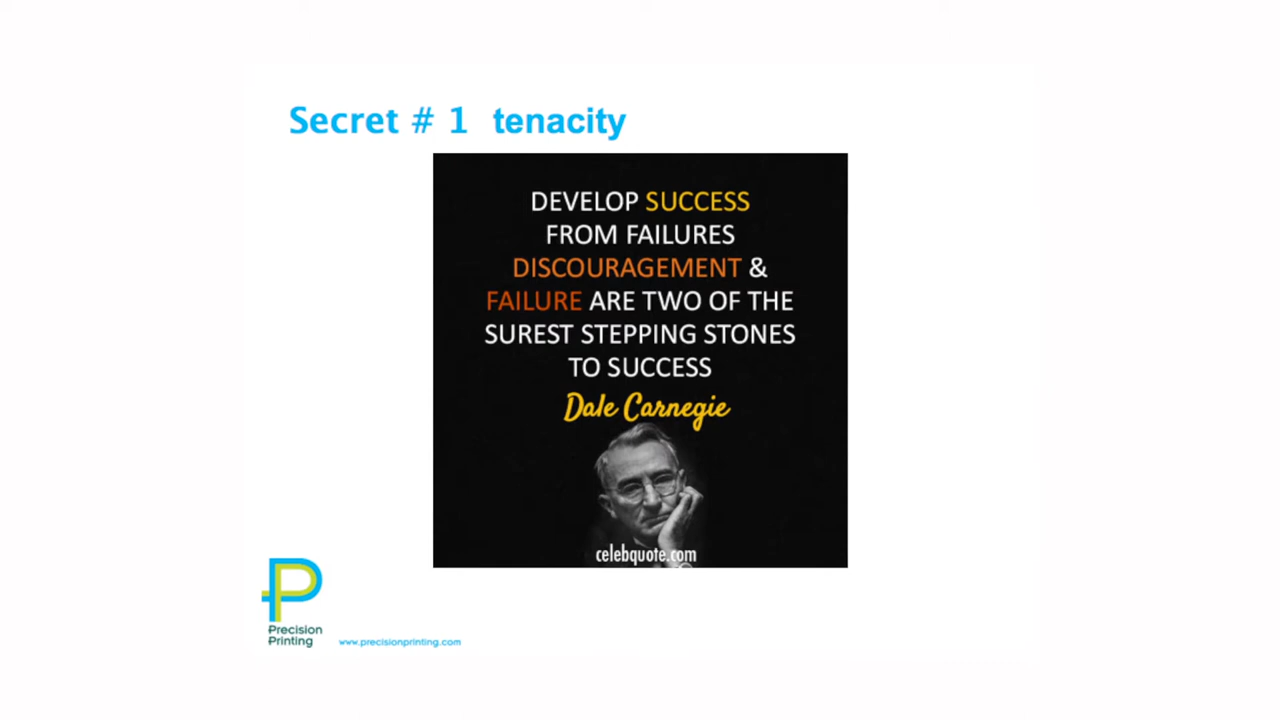 Secret # 1 tenacity
DEVELOP SUCCESS
FROM FAILURES
DISCOURAGEMENT &
FAILURE ARE TWO OF THE
SUREST STEPPING STONES
TO SUCCESS
Dale Carnegie
celebquote.com
Precision
Printing
www.precisionprinting.com